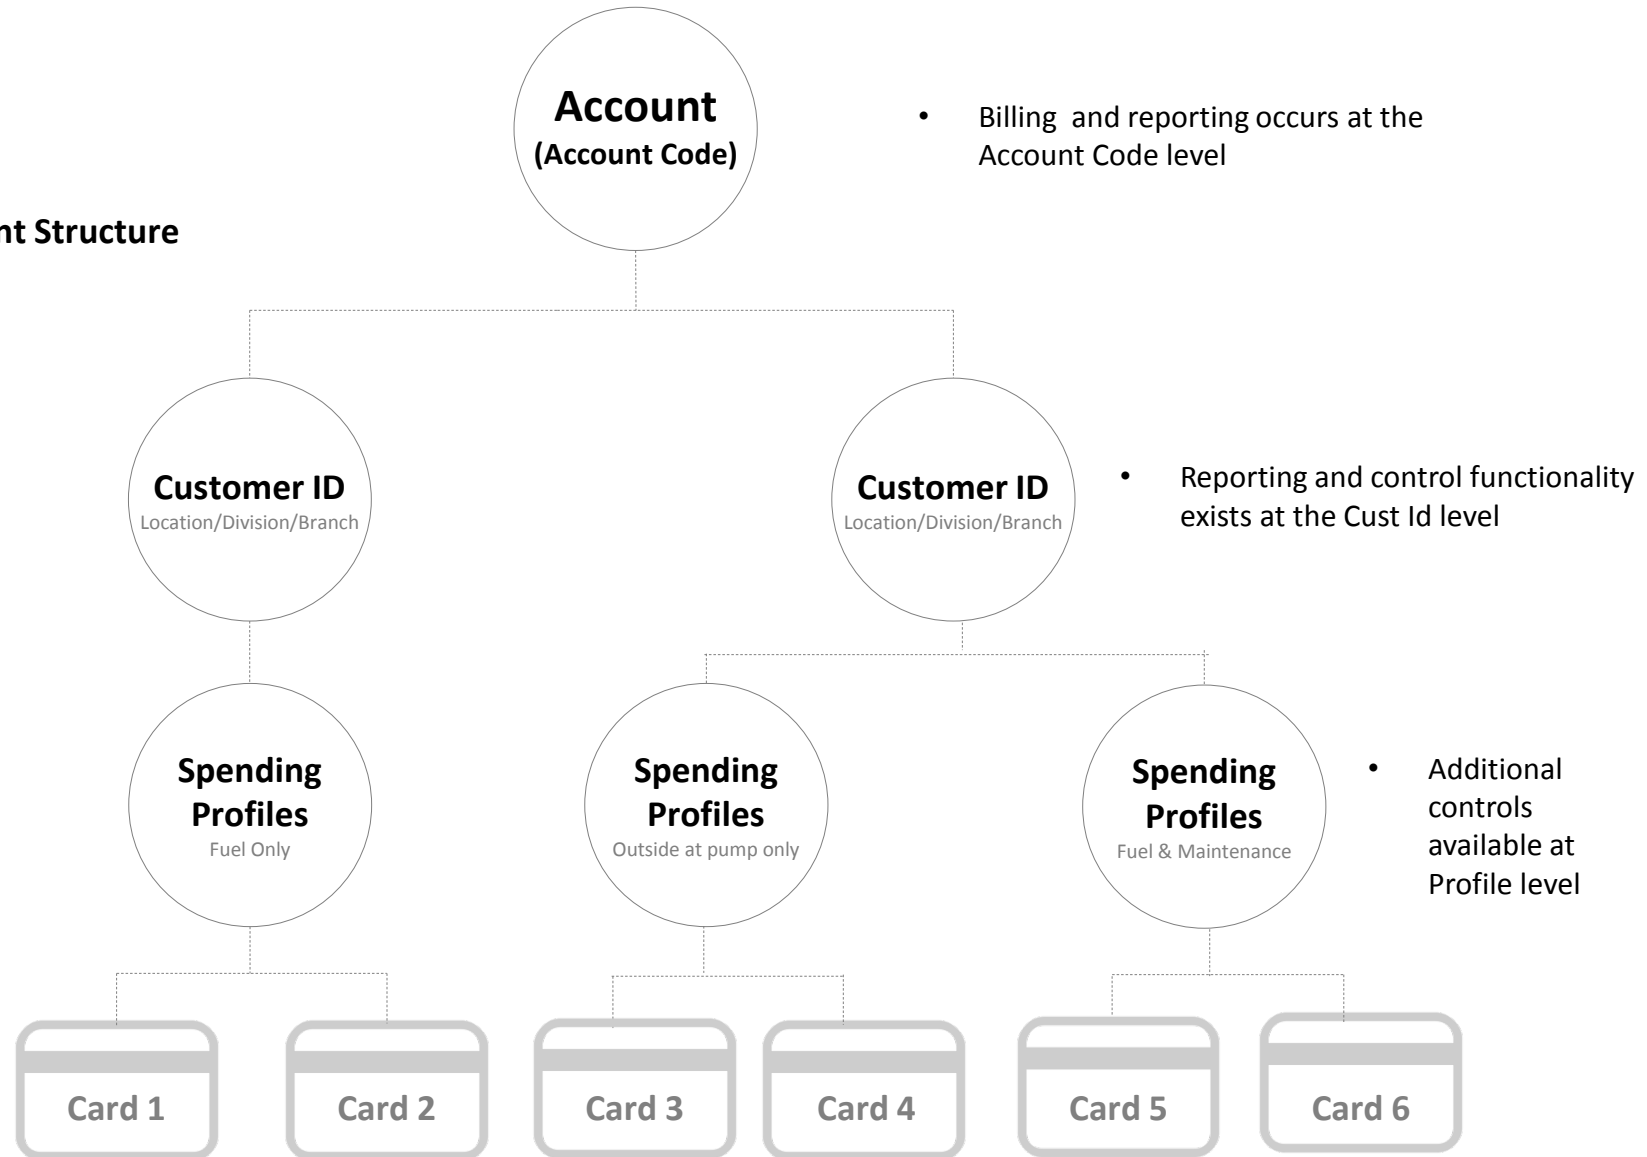 Account
(Account Code)
• Billing and reporting occurs at the
Account Code level
nt Structure
Customer ID
Location/Division/Branch
Customer ID
Location/Division/Branch
• Reporting and control functionality
exists at the Cust Id level
Spending
Profiles
Fuel Only
Spending
Profiles
Outside at pump only
Spending
Profiles
Fuel & Maintenance
• Additional
controls
available at
Profile level
Card 1
Card 2
Card 3
Card 4
Card 5
Card 6